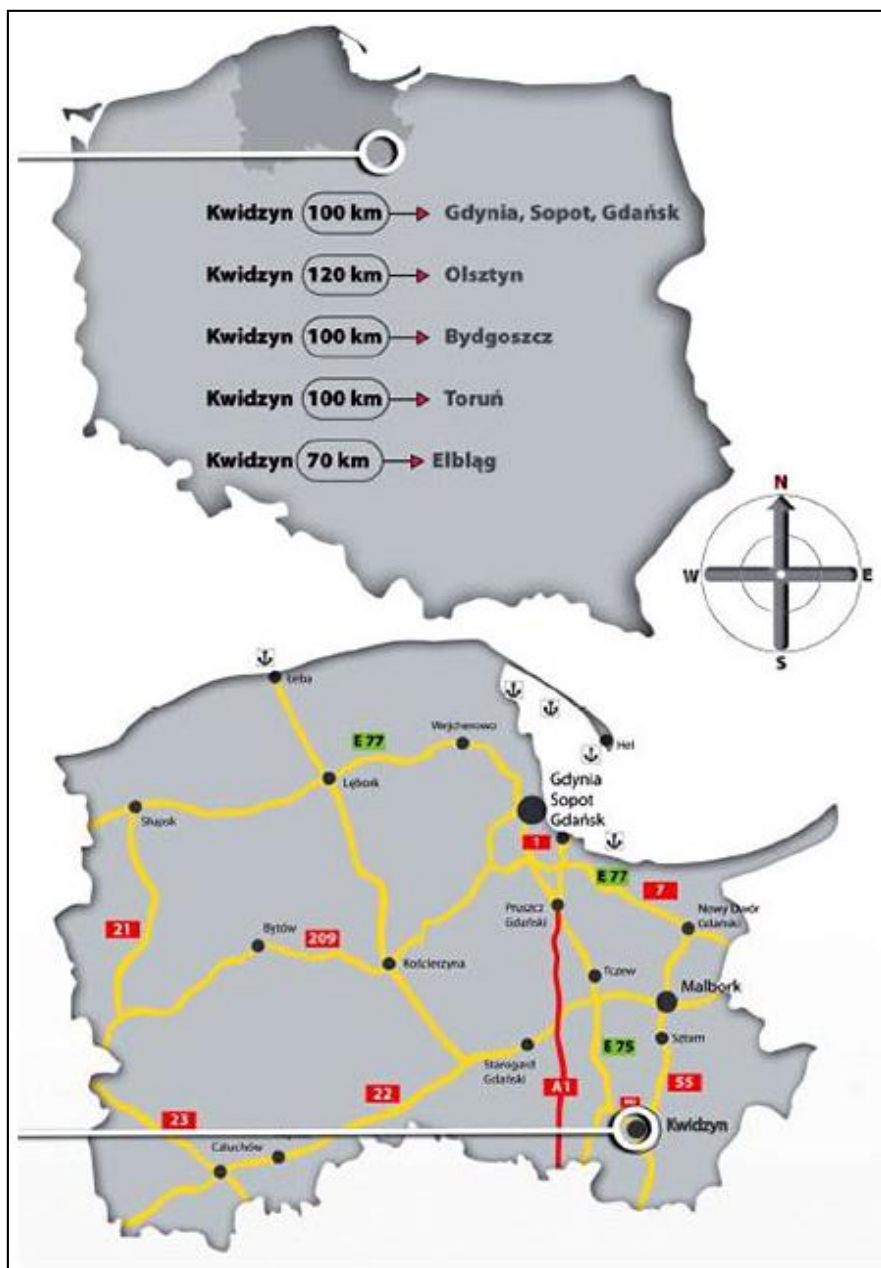 Kwidzyn 100 km Gdynia, Sopot, Gdańsk
Kwidzyn 120 km Olsztyn
Kwidzyn 100 km Bydgoszcz
Kwidzyn 100 km Toruń
Kwidzyn 70 km Elbląg
N
W E
S
Łeba
Wejcherowo
E 77
Hel
Lębork
Gdynia
Sopot
Gdańsk
Słupsk
1
E 77
7
Pruszcz
Gdański
Nowy Dwór
Gdański
21
Bytów
209
Kościerzyna
Tczew
Malbork
Sztum
Starogard
Gdański
E 75
A1
55
22
23
Kwidzyn
Człuchów